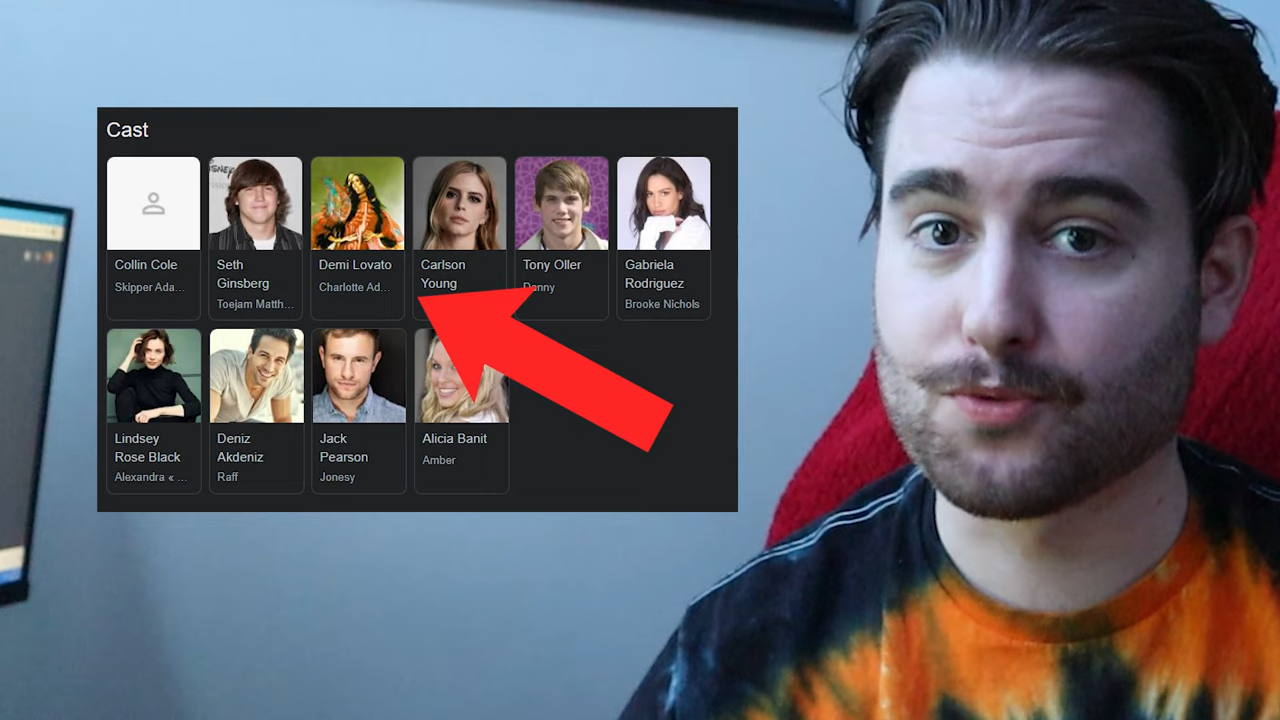 Cast
Collin Cole
Skipper Ada...
Seth
Ginsberg
Toejam Matth...
Demi Lovato
Charlotte Ad...
Carlson
Young
Tony Oller
Danny
Gabriela
Rodriguez
Brooke Nichols
Lindsey
Rose Black
Alexandra « ...
Deniz
Akdeniz
Raff
Jack
Pearson
Jonesy
Alicia Banit
Amber